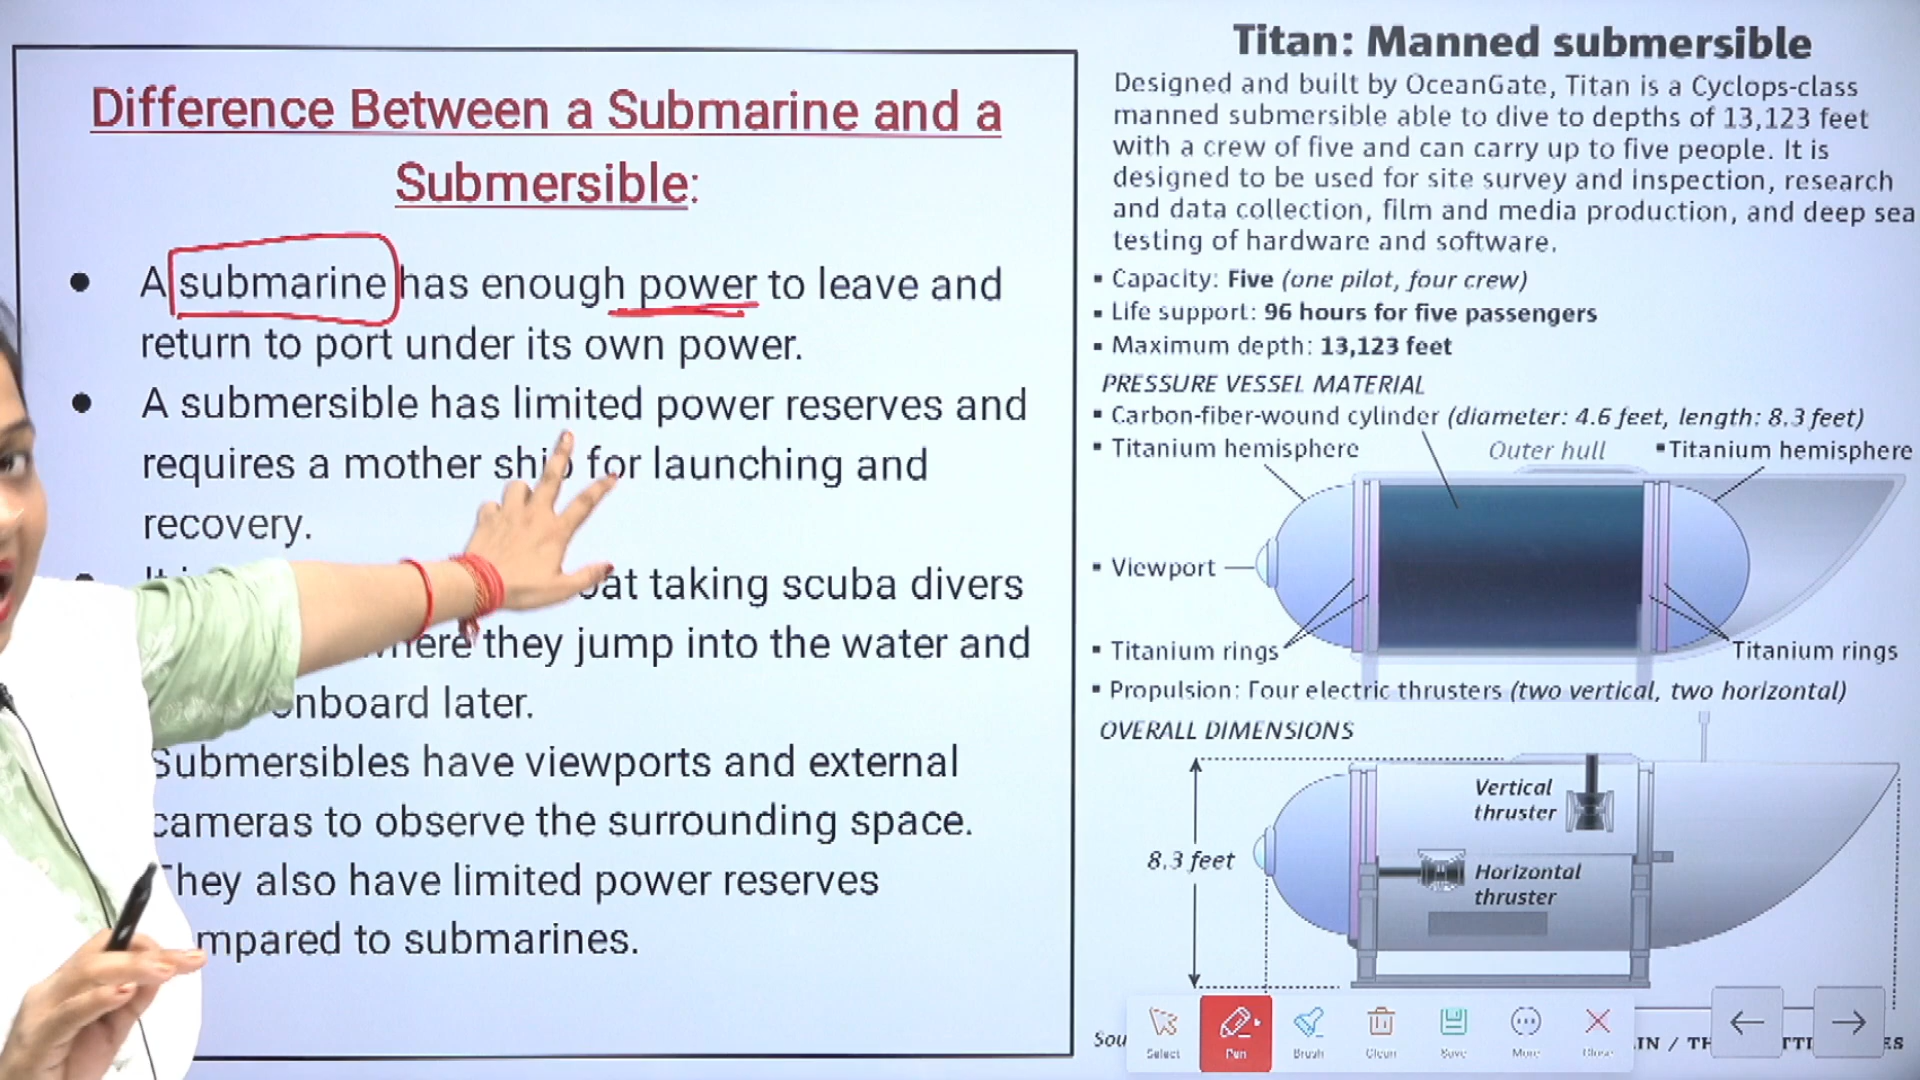 Difference Between a Submarine and a
Submersible:
A submarine has enough power to leave and
return to port under its own power.
A submersible has limited power reserves and
requires a mother ship for launching and
recovery.
taking scuba divers
they jump into the water and
onboard later.
Submersibles have viewports and external
cameras to observe the surrounding space.
They also have limited power reserves
to submarines.
Titan: Manned submersible
Designed and built by OceanGate, Titan is a Cyclops-class
manned submersible able to dive to depths of 13,123 feet
with a crew of five and can carry up to five people. It is
designed to be used for site survey and inspection, research
and data collection, film and media production, and deep sea
testing of hardware and software.
▪ Capacity: Five (one pilot, four crew)
▪ Life support: 96 hours for five passengers
▪ Maximum depth: 13,123 feet
PRESSURE VESSEL MATERIAL
▪ Carbon-fiber-wound cylinder (diameter: 4.6 feet, length: 8.3 feet)
▪ Titanium hemisphere
Outer hull
▪ Titanium hemisphere
▪ Viewport
▪ Titanium rings
Titanium rings
▪ Propulsion: Four electric thrusters (two vertical, two horizontal)
OVERALL DIMENSIONS
Vertical
thruster
8.3 feet
Horizontal
thruster
Select
Pen
Brush
Clean
Save
More
Close